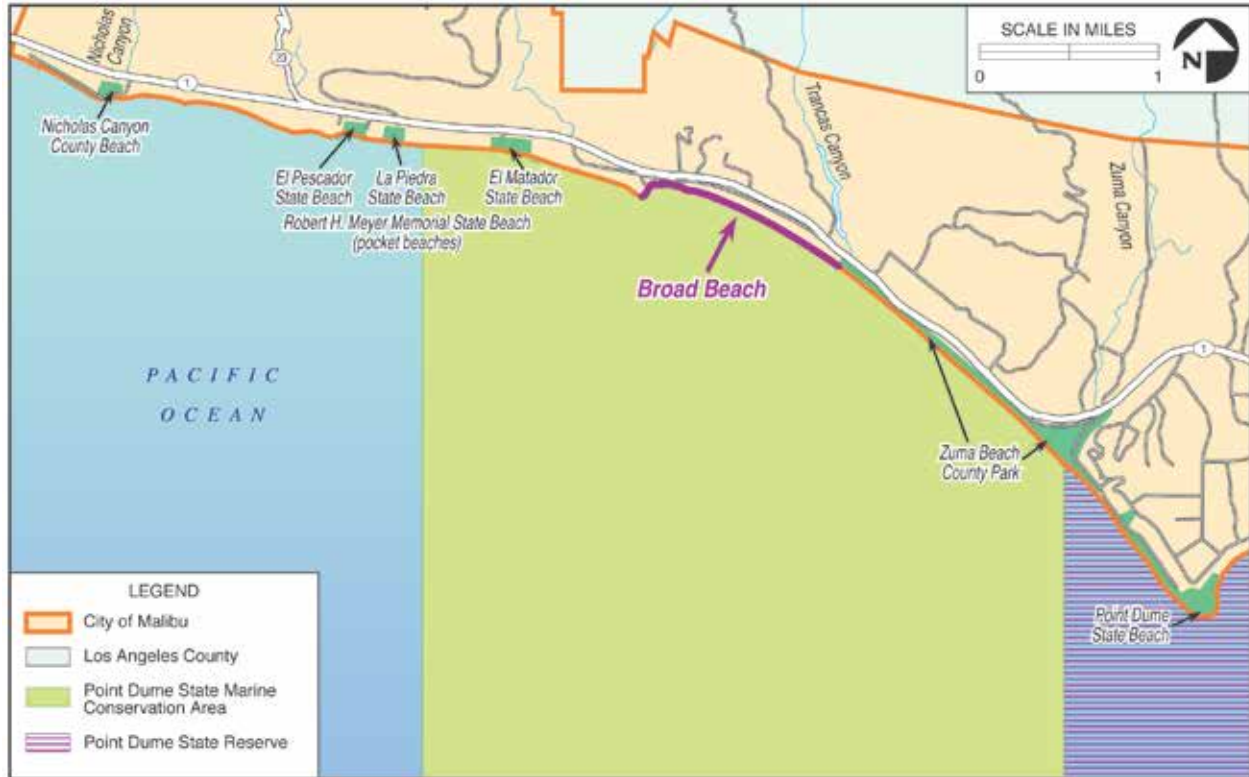 SCALE IN MILES
0 1
N
Nicholas
Canyon
23
1
Nicholas Canyon
County Beach
El Pescador
State Beach
La Piedra
State Beach
El Matador
State Beach
Robert H. Meyer Memorial State Beach
(pocket beaches)
Trancas Canyon
Zuma Canyon
Broad Beach
1
PACIFIC
OCEAN
Zuma Beach
County Park
Point Dume
State Beach
LEGEND
City of Malibu
Los Angeles County
Point Dume State Marine
Conservation Area
Point Dume State Reserve